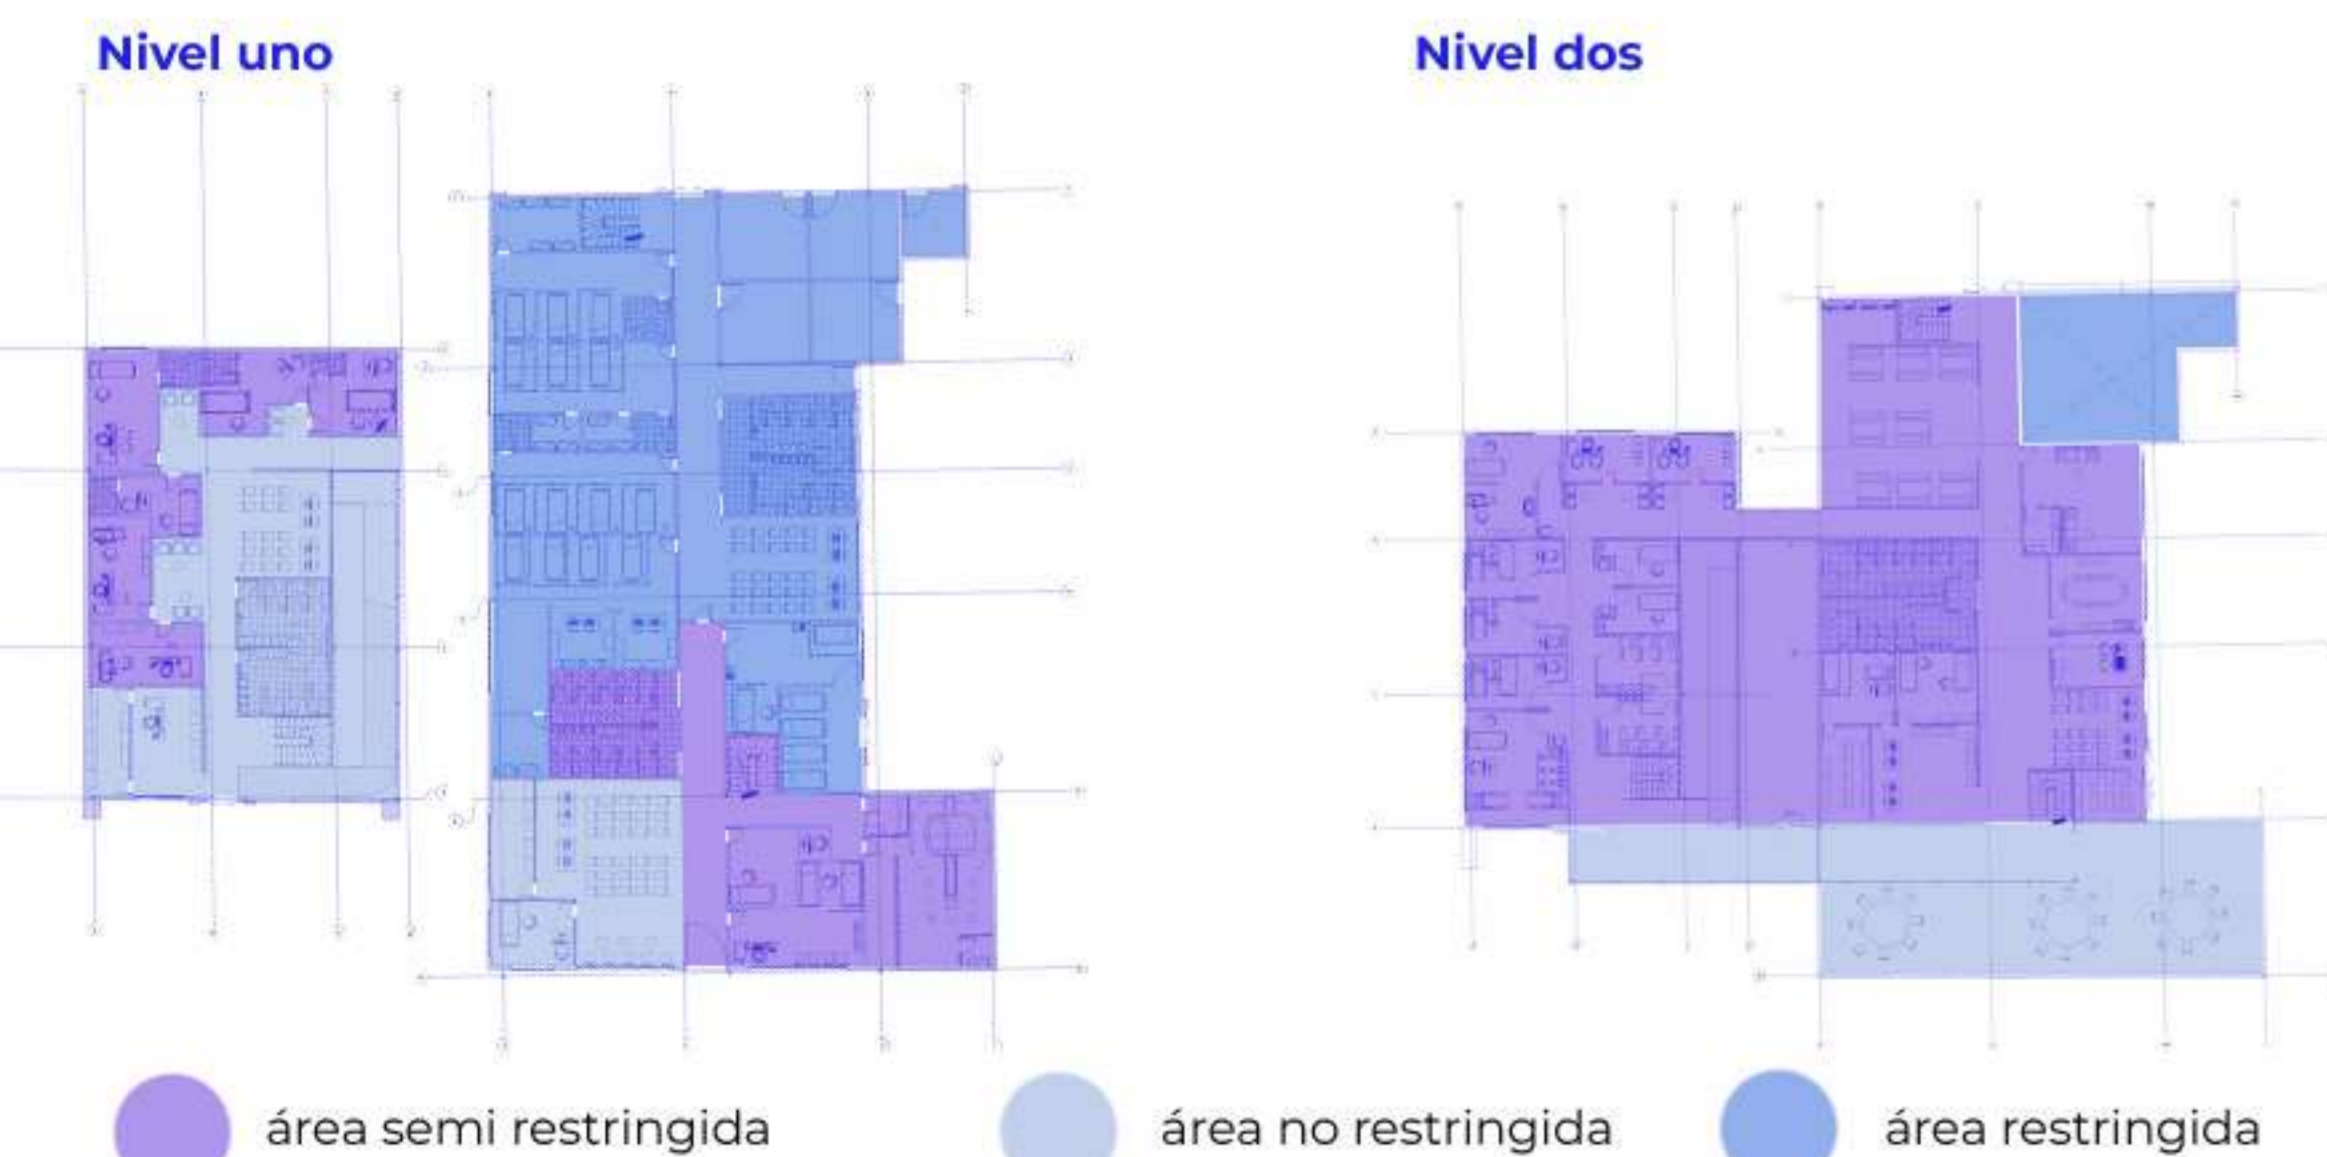 Nivel uno
Nivel dos
área semi restringida
área no restringida
área restringida